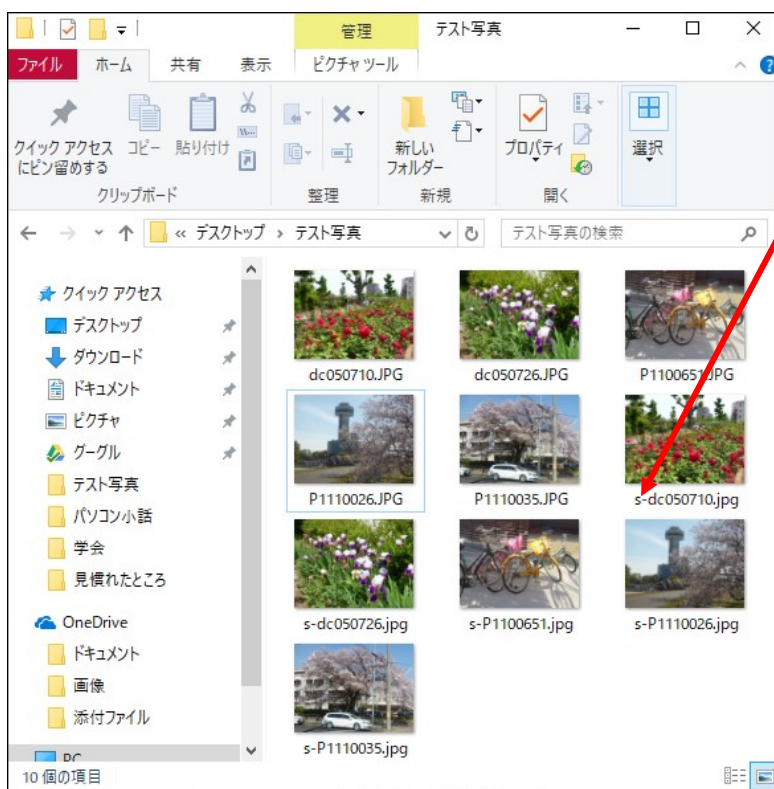 管理
テスト写真
ファイル
ホーム
共有
表示
ピクチャ ツール
クイック アクセス
にピン留めする
コピー
貼り付け
新しい
フォルダー
プロパティ
選択
クリップボード
整理
新規
開く
« デスクトップ › テスト写真
テスト写真の検索
クイック アクセス
デスクトップ
ダウンロード
ドキュメント
ピクチャ
グーグル
テスト写真
パソコン小話
学会
見慣れたところ
OneDrive
ドキュメント
画像
添付ファイル
PC
dc050710.JPG
dc050726.JPG
P1100651.JPG
P1110026.JPG
P1110035.JPG
s-dc050710.jpg
s-dc050726.jpg
s-P1100651.jpg
s-P1110026.jpg
s-P1110035.jpg
10 個の項目